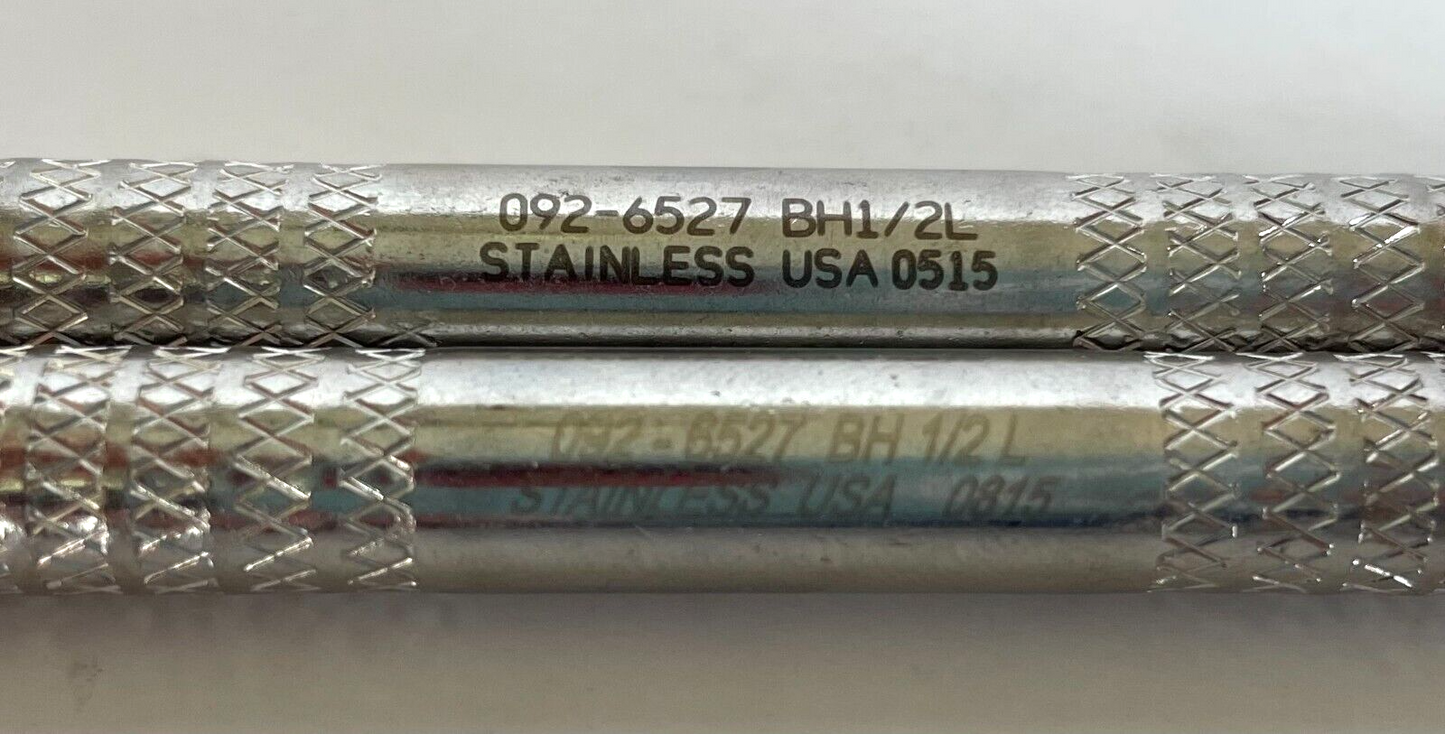 092-6527 BH1/2L
STAINLESS USA 0515
092-6527 BH 1/2 L
STAINLESS USA 0815